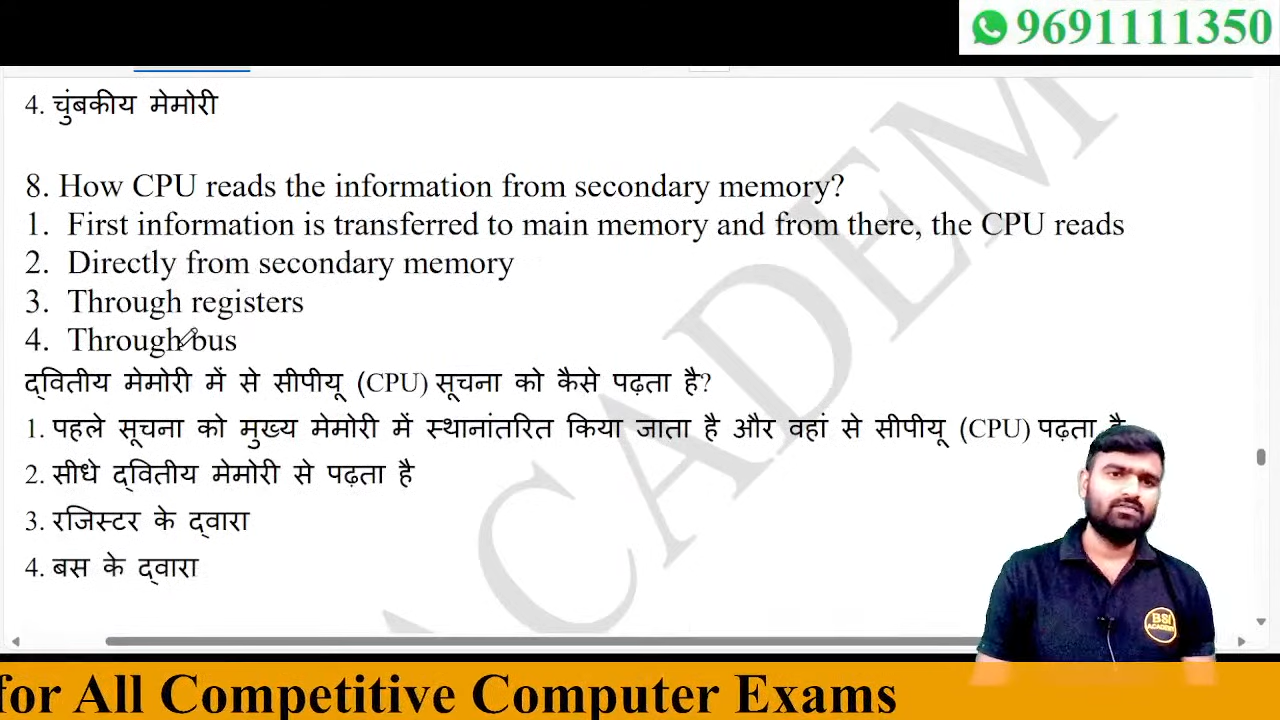 9691111350
4. चुंबकीय मेमोरी
8. How CPU reads the information from secondary memory?
1. First information is transferred to main memory and from there, the CPU reads
2. Directly from secondary memory
3. Through registers
4. Through bus
द्वितीय मेमोरी में से सीपीयू (CPU) सूचना को कैसे पढ़ता है?
1. पहले सूचना को मुख्य मेमोरी में स्थानांतरित किया जाता है और वहां से सीपीयू (CPU) पढ़ता है
2. सीधे द्वितीय मेमोरी से पढ़ता है
3. रजिस्टर के द्वारा
4. बस के द्वारा
ACADEM
BSI
ACADEMY
for All Competitive Computer Exams